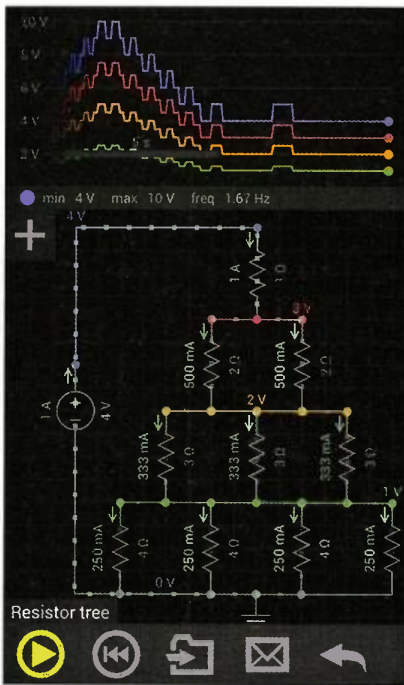 10 V
8 V
6 V
4 V
2 V
5 s
min 4 V max 10 V freq 1.67 Hz
4 V
1 A
1 Ω
3 V
500 mA
2 Ω
500 mA
2 Ω
1 A
4 V
2 V
333 mA
3 Ω
333 mA
3 Ω
333 mA
3 Ω
1 V
250 mA
4 Ω
250 mA
4 Ω
250 mA
4 Ω
250 mA
0 V
Resistor tree